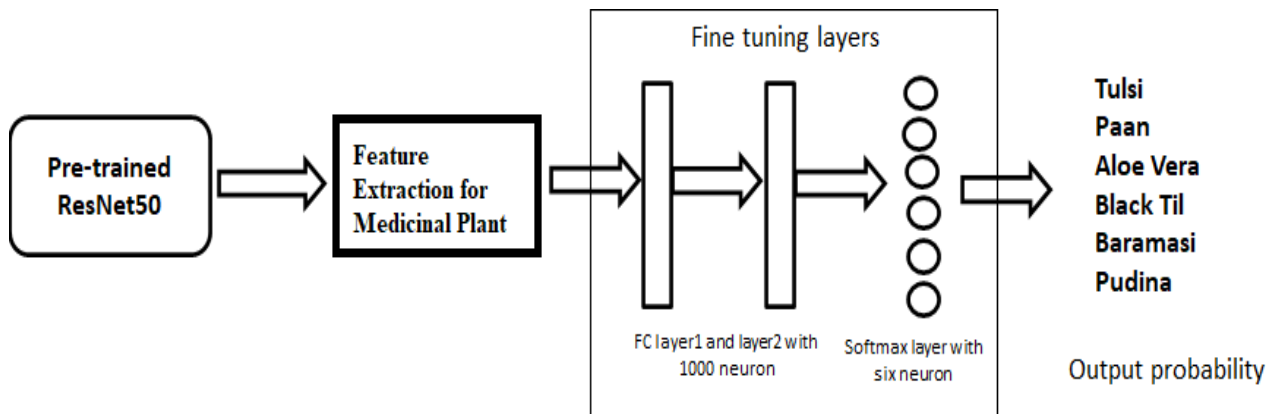 Pre-trained
ResNet50
Feature
Extraction for
Medicinal Plant
Fine tuning layers
FC layer1 and layer2 with
1000 neuron
Softmax layer with
six neuron
Tulsi
Paan
Aloe Vera
Black Til
Baramasi
Pudina
Output probability